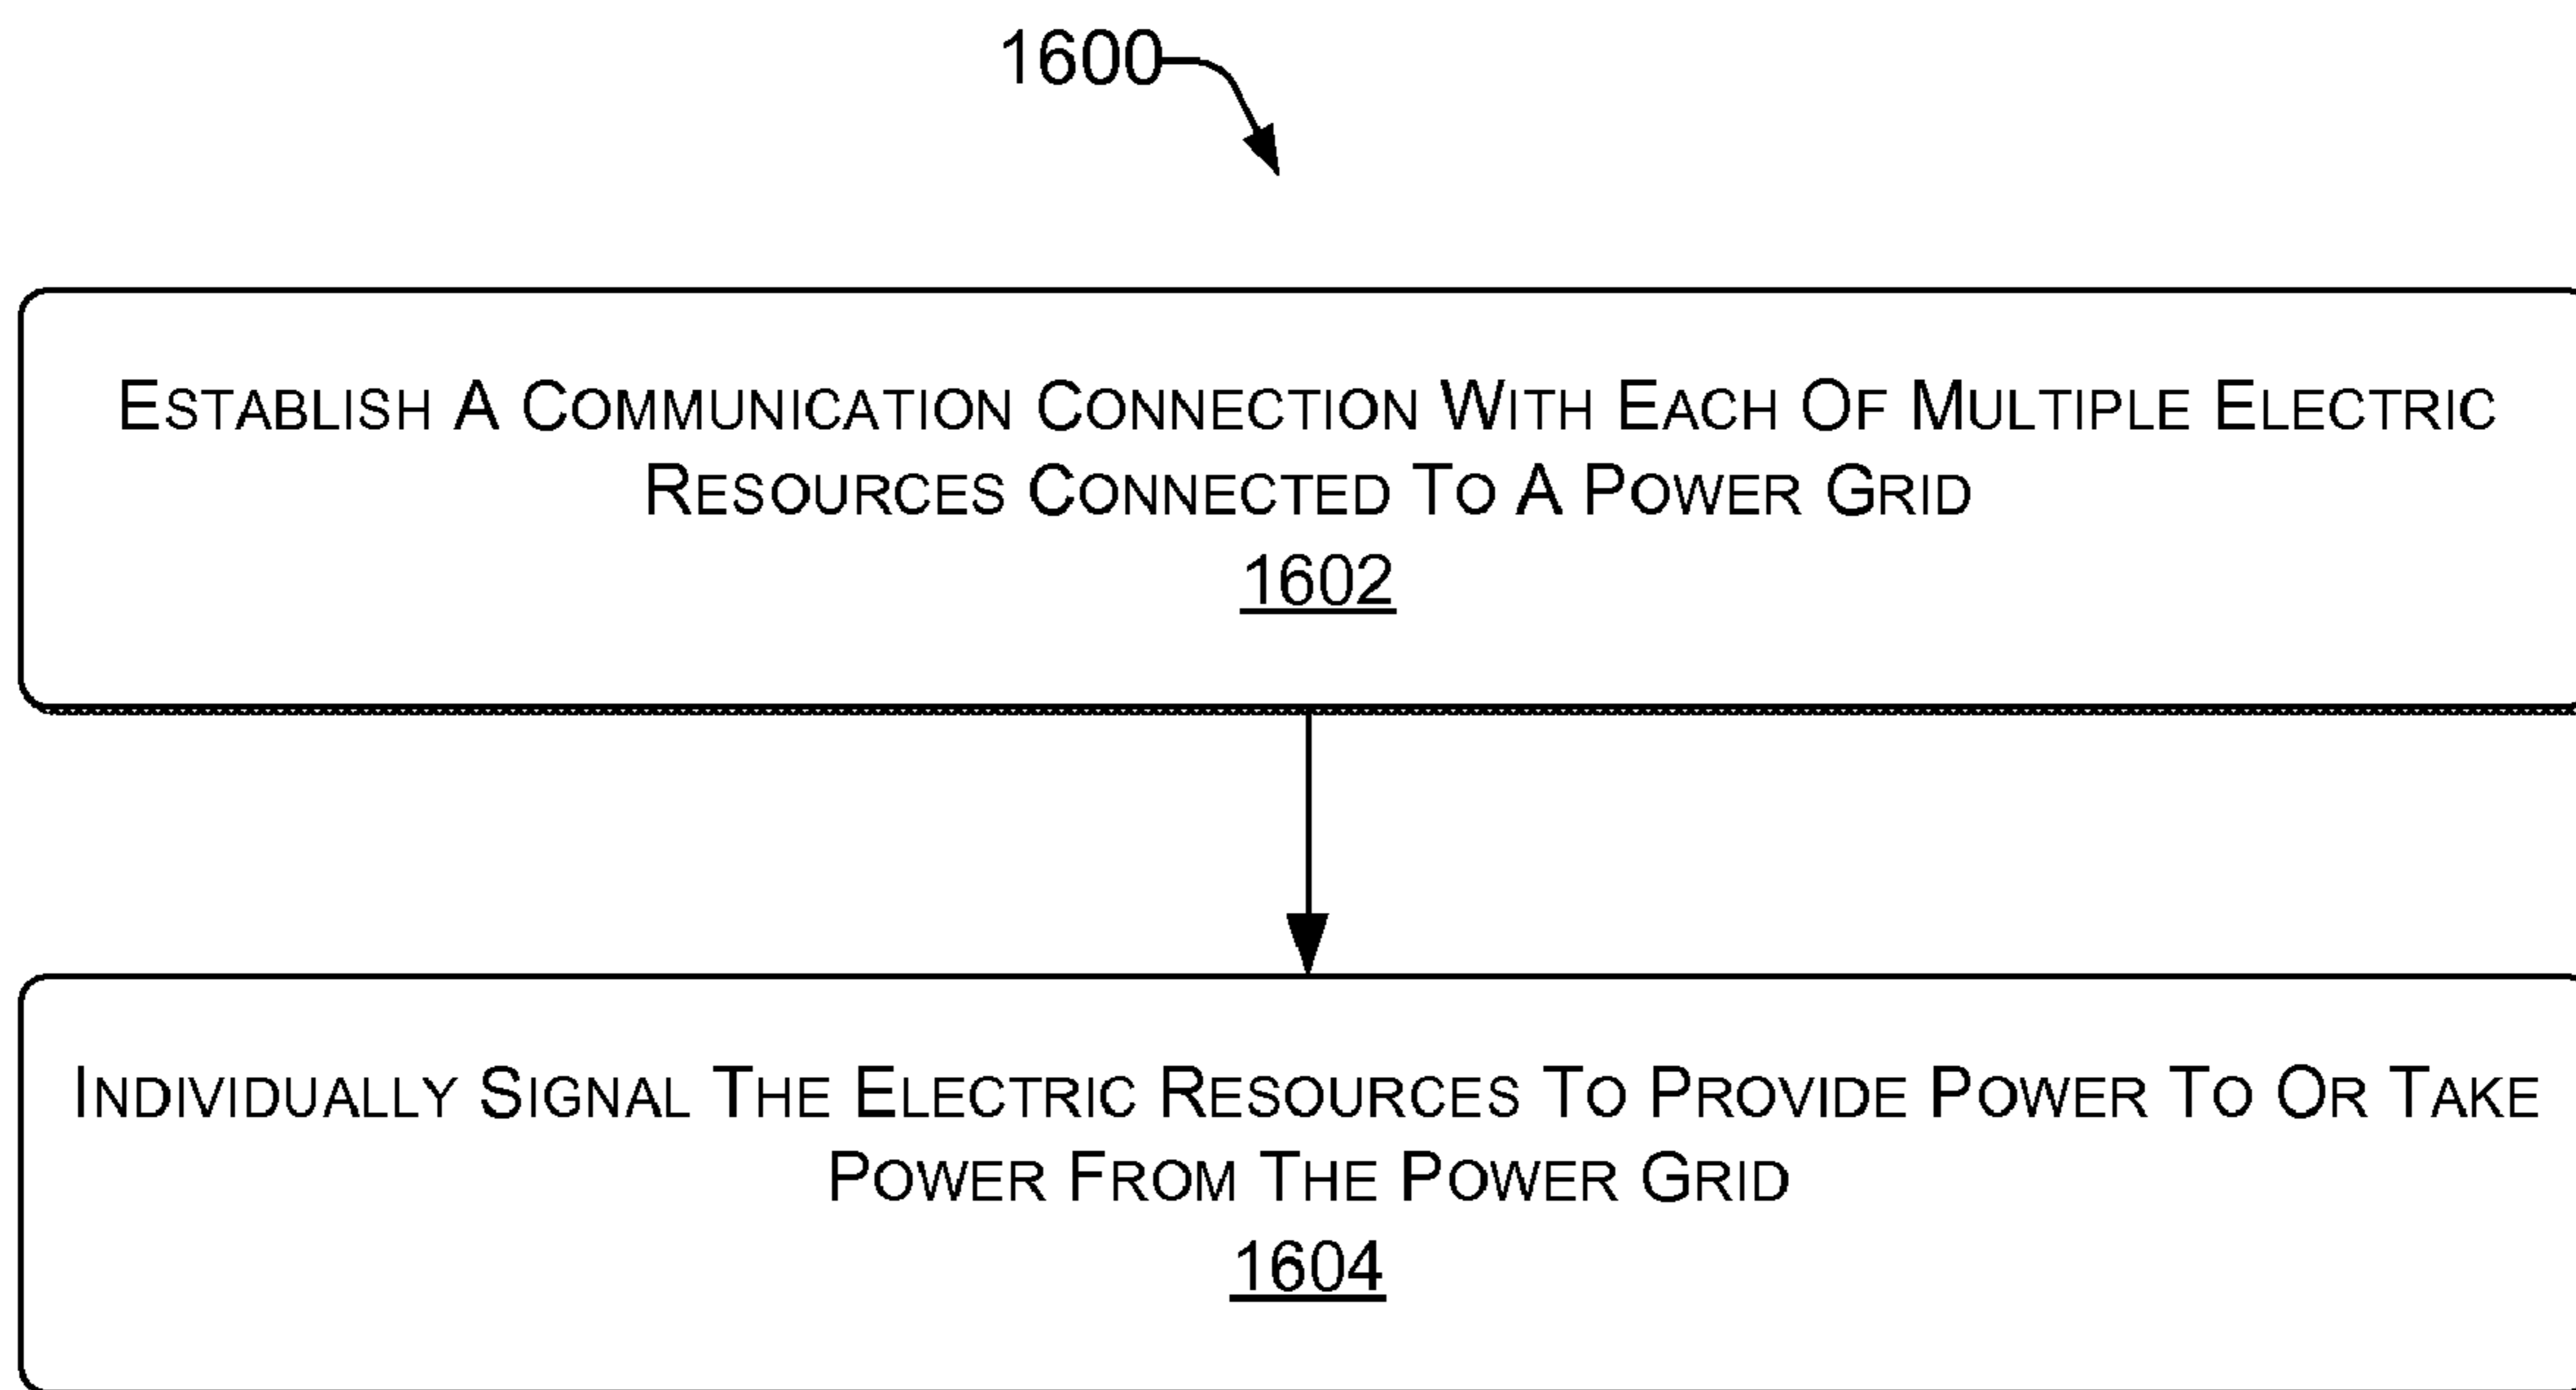 1600
Establish A Communication Connection With Each Of Multiple Electric
Resources Connected To A Power Grid
1602
Individually Signal The Electric Resources To Provide Power To Or Take
Power From The Power Grid
1604